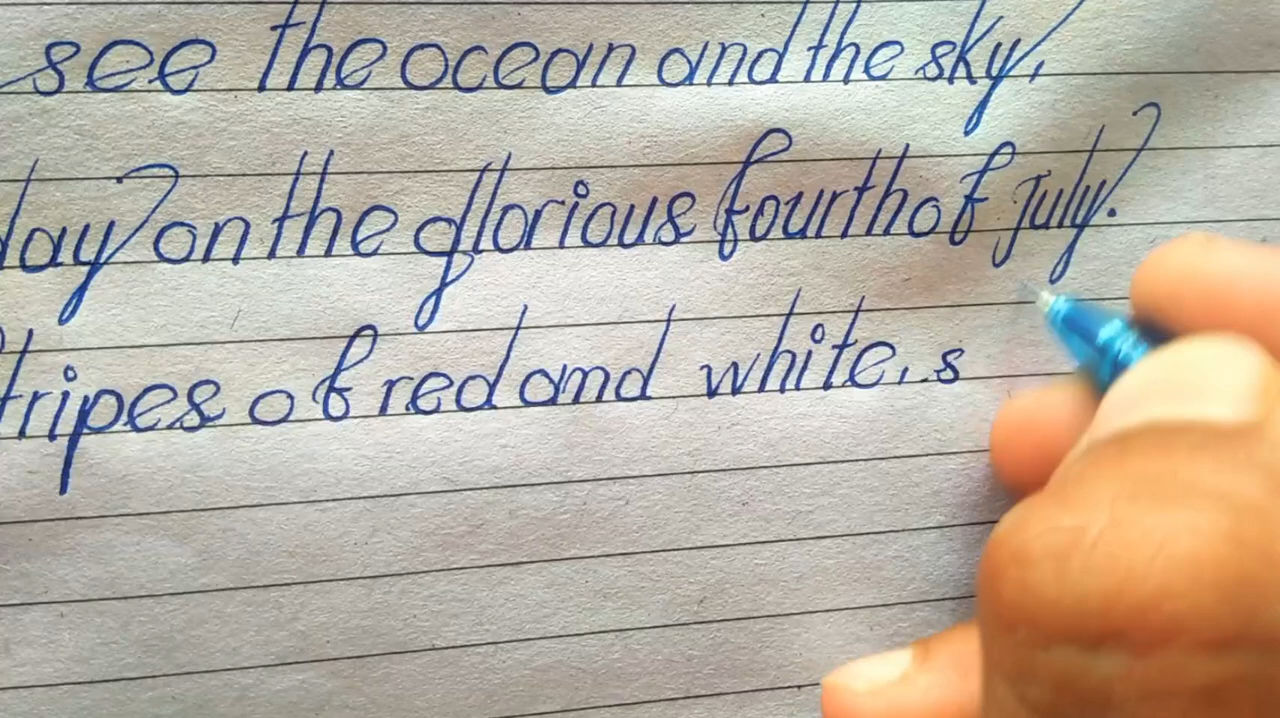 see the ocean and the sky,
day on the glorious fourth of july?
tripes of red and white, s